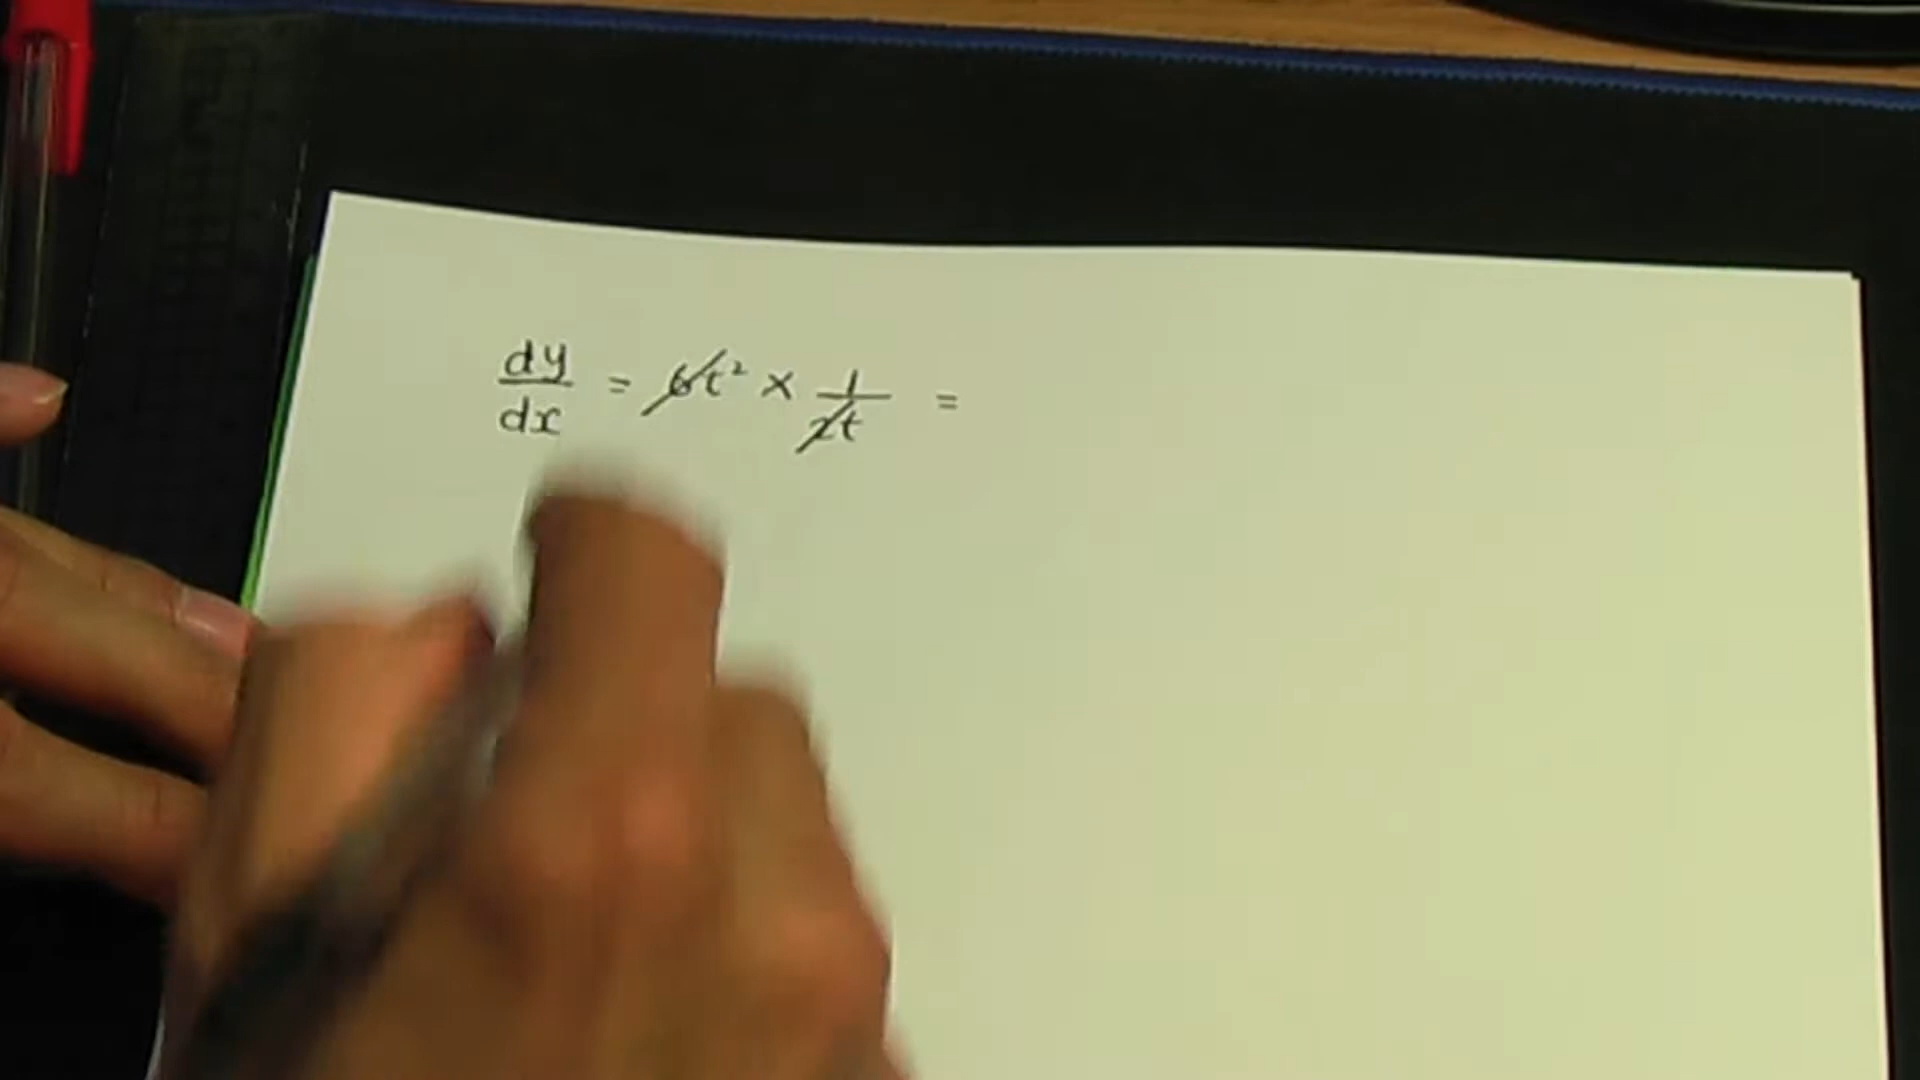 dy/dx = 6t² × 1/2t =